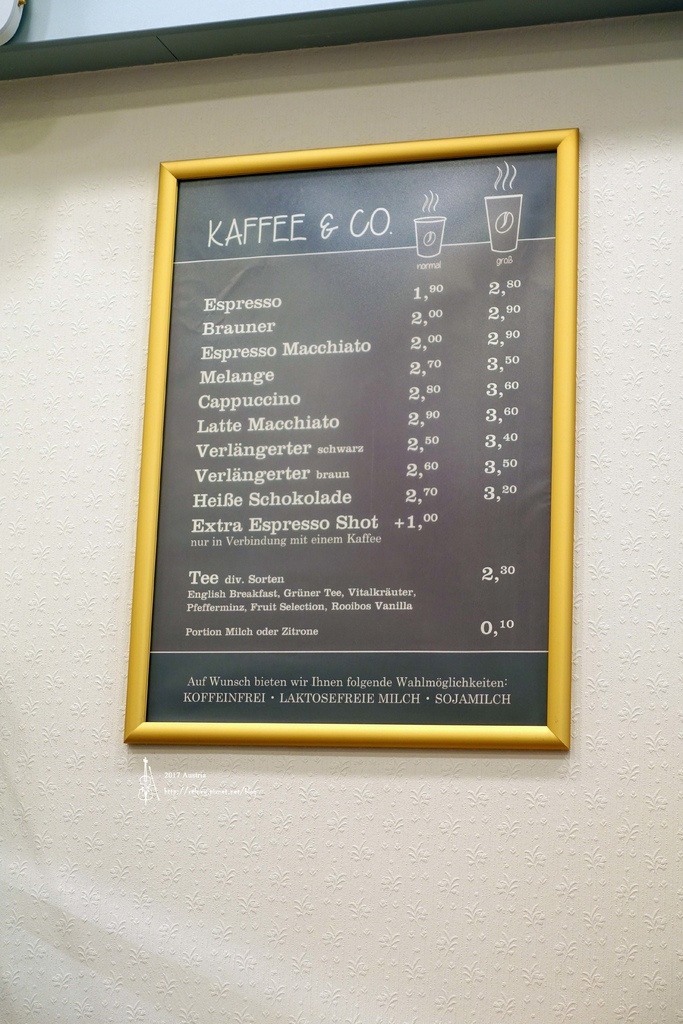 KAFFEE & CO.
normal groß
Espresso 1,90 2,80
Brauner 2,00 2,90
Espresso Macchiato 2,00 2,90
Melange 2,70 3,50
Cappuccino 2,80 3,60
Latte Macchiato 2,90 3,60
Verlängerter schwarz 2,50 3,40
Verlängerter braun 2,60 3,50
Heiße Schokolade 2,70 3,20
Extra Espresso Shot +1,00
nur in Verbindung mit einem Kaffee
Tee div. Sorten 2,30
English Breakfast, Grüner Tee, Vitalkräuter,
Pfefferminz, Fruit Selection, Rooibos Vanilla
Portion Milch oder Zitrone 0,10
Auf Wunsch bieten wir Ihnen folgende Wahlmöglichkeiten:
KOFFEINFREI • LAKTOSEFREIE MILCH • SOJAMILCH
2017 Austria